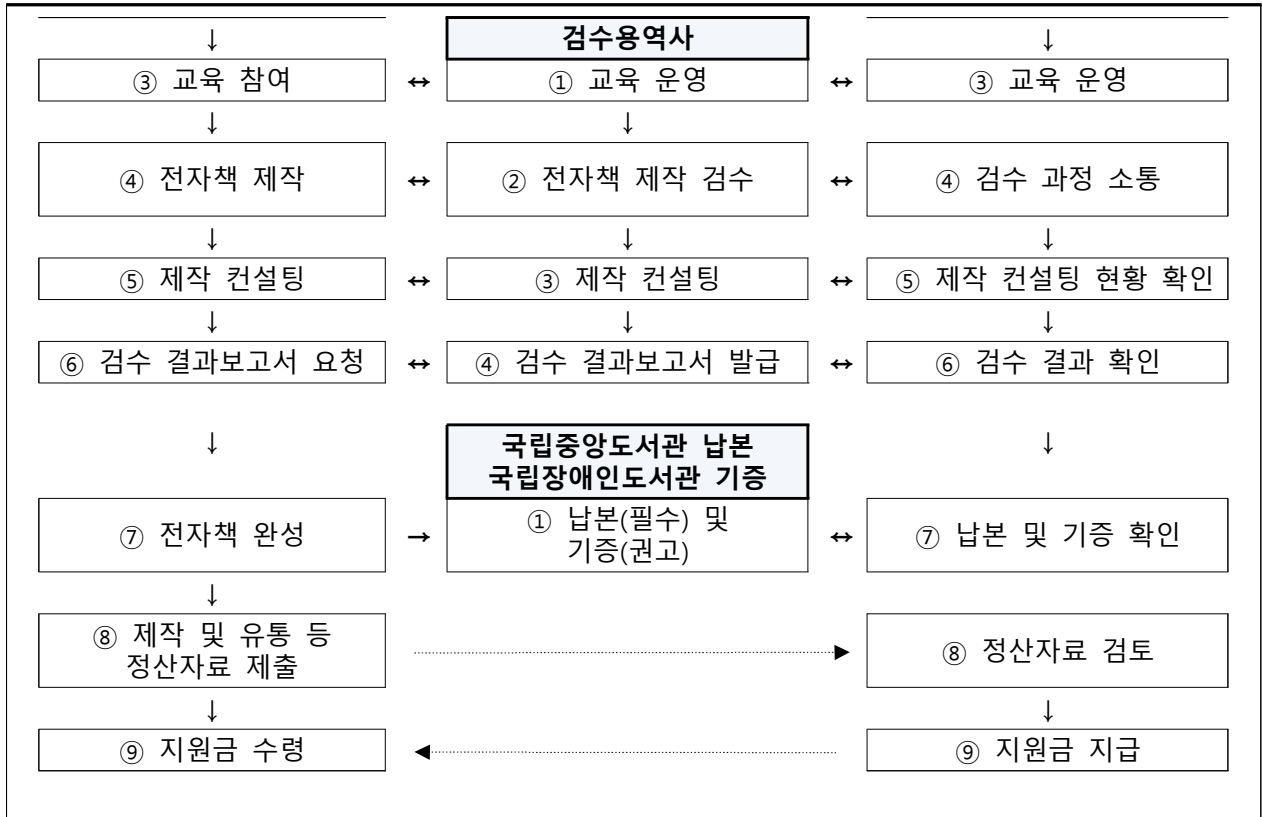 ↓ 검수용역사 ↓
③ 교육 참여 ↔ ① 교육 운영 ↔ ③ 교육 운영
↓ ↓
④ 전자책 제작 ↔ ② 전자책 제작 검수 ↔ ④ 검수 과정 소통
↓ ↓ ↓
⑤ 제작 컨설팅 ↔ ③ 제작 컨설팅 ↔ ⑤ 제작 컨설팅 현황 확인
↓ ↓ ↓
⑥ 검수 결과보고서 요청 ↔ ④ 검수 결과보고서 발급 ↔ ⑥ 검수 결과 확인
↓ 국립중앙도서관 납본 ↓
국립장애인도서관 기증
⑦ 전자책 완성 → ① 납본(필수) 및 ↔ ⑦ 납본 및 기증 확인
기증(권고)
↓
⑧ 제작 및 유통 등
정산자료 제출
⑧ 정산자료 검토
↓ ↓
⑨ 지원금 수령 ⑨ 지원금 지급